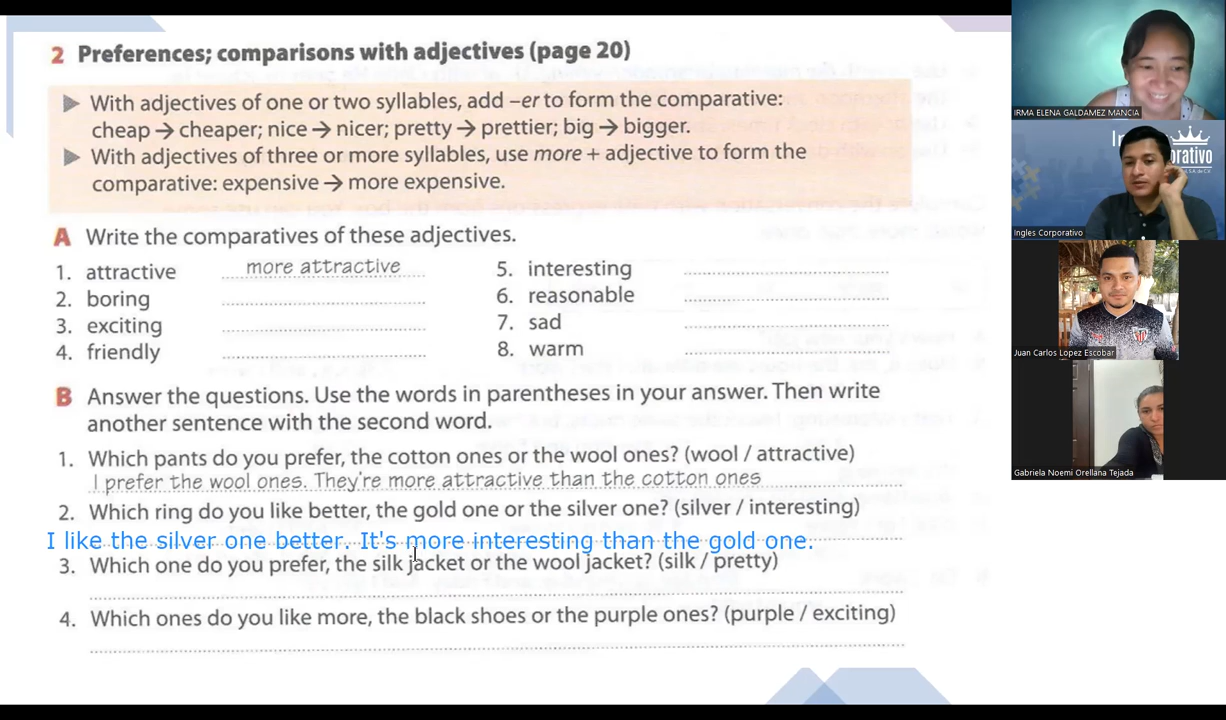 2 Preferences; comparisons with adjectives (page 20)
With adjectives of one or two syllables, add –er to form the comparative:
cheap → cheaper; nice → nicer; pretty → prettier; big → bigger.
With adjectives of three or more syllables, use more + adjective to form the
comparative: expensive → more expensive.
A Write the comparatives of these adjectives.
1. attractive more attractive
2. boring
3. exciting
4. friendly
5. interesting
6. reasonable
7. sad
8. warm
B Answer the questions. Use the words in parentheses in your answer. Then write
another sentence with the second word.
1. Which pants do you prefer, the cotton ones or the wool ones? (wool / attractive)
I prefer the wool ones. They're more attractive than the cotton ones
2. Which ring do you like better, the gold one or the silver one? (silver / interesting)
I like the silver one better. It's more interesting than the gold one.
3. Which one do you prefer, the silk jacket or the wool jacket? (silk / pretty)
4. Which ones do you like more, the black shoes or the purple ones? (purple / exciting)
IRMA ELENA GALDAMEZ MANCIA
Ingles Corporativo
Juan Carlos Lopez Escobar
Gabriela Noemi Orellana Tejada